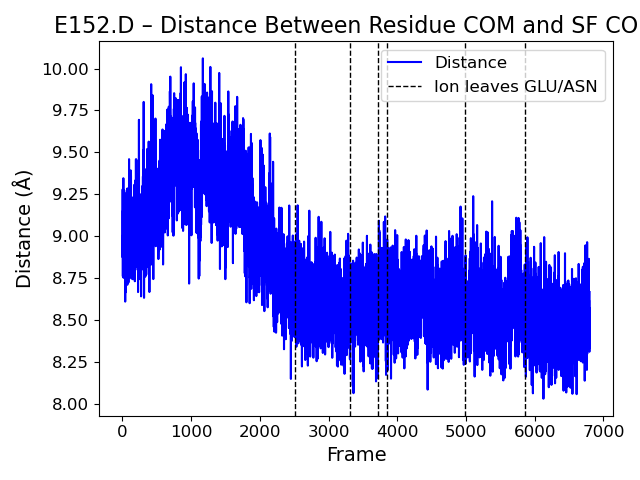 E152.D – Distance Between Residue COM and SF CO
Distance
Ion leaves GLU/ASN
Distance (Å)
10.00
9.75
9.50
9.25
9.00
8.75
8.50
8.25
8.00
0 1000 2000 3000 4000 5000 6000 7000
Frame